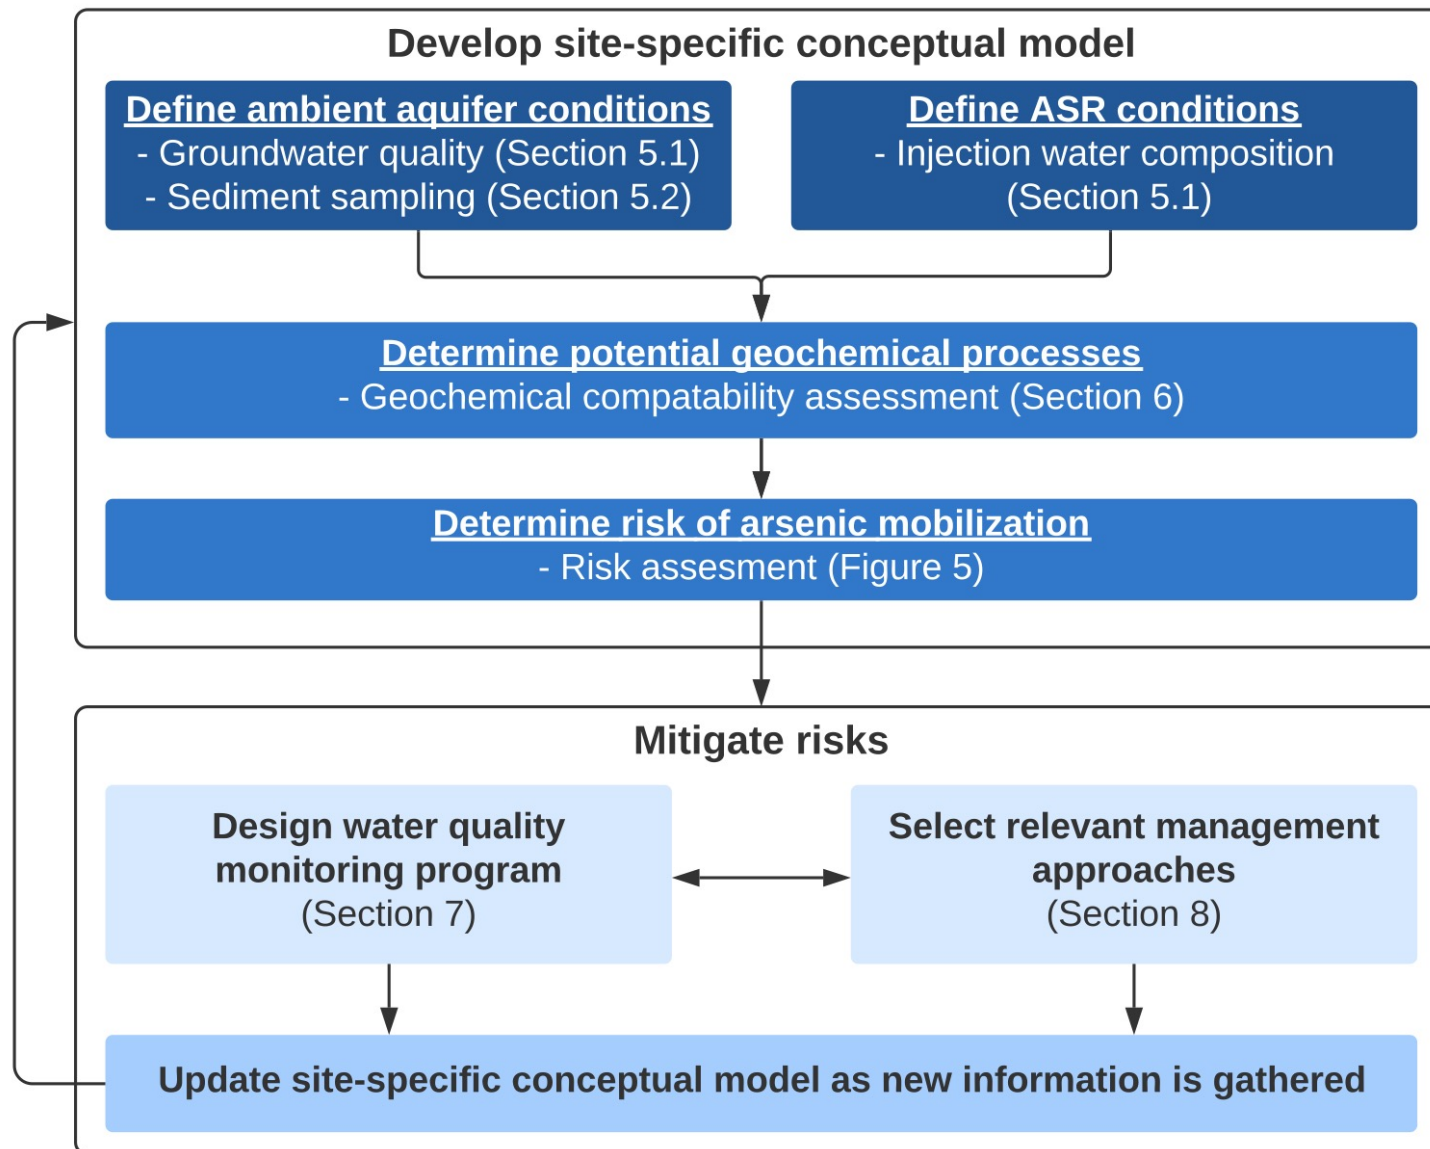 Develop site-specific conceptual model
Define ambient aquifer conditions
- Groundwater quality (Section 5.1)
- Sediment sampling (Section 5.2)
Define ASR conditions
- Injection water composition
(Section 5.1)
Determine potential geochemical processes
- Geochemical compatability assessment (Section 6)
Determine risk of arsenic mobilization
- Risk assesment (Figure 5)
Mitigate risks
Design water quality
monitoring program
(Section 7)
Select relevant management
approaches
(Section 8)
Update site-specific conceptual model as new information is gathered